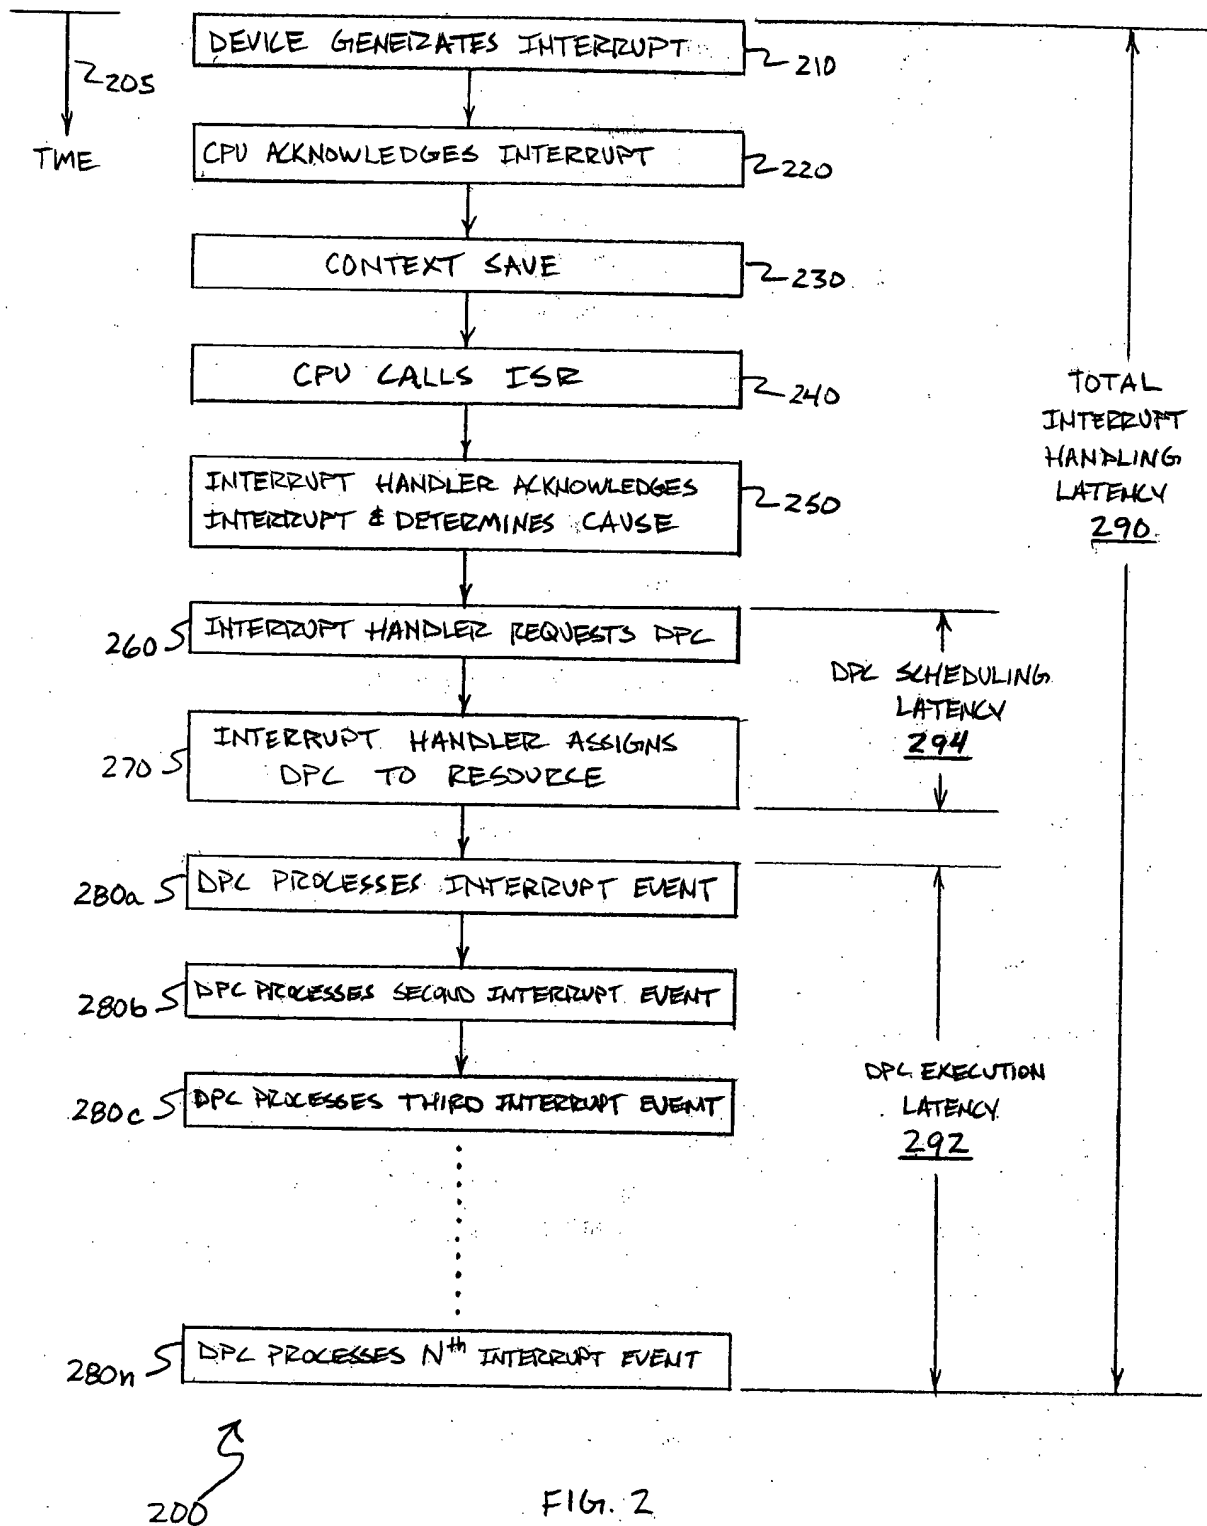 DEVICE GENERATES INTERRUPT
210
205
TIME
CPU ACKNOWLEDGES INTERRUPT
220
CONTEXT SAVE
230
CPU CALLS ISR
240
TOTAL
INTERRUPT
HANDLING
LATENCY
290
INTERRUPT HANDLER ACKNOWLEDGES
INTERRUPT & DETERMINES CAUSE
250
260
INTERRUPT HANDLER REQUESTS DPC
DPC SCHEDULING
LATENCY
294
270
INTERRUPT HANDLER ASSIGNS
DPC TO RESOURCE
280a
DPC PROCESSES INTERRUPT EVENT
280b
DPC PROCESSES SECOND INTERRUPT EVENT
280c
DPC PROCESSES THIRD INTERRUPT EVENT
DPC EXECUTION
LATENCY
292
280n
DPC PROCESSES Nth INTERRUPT EVENT
200
FIG. 2